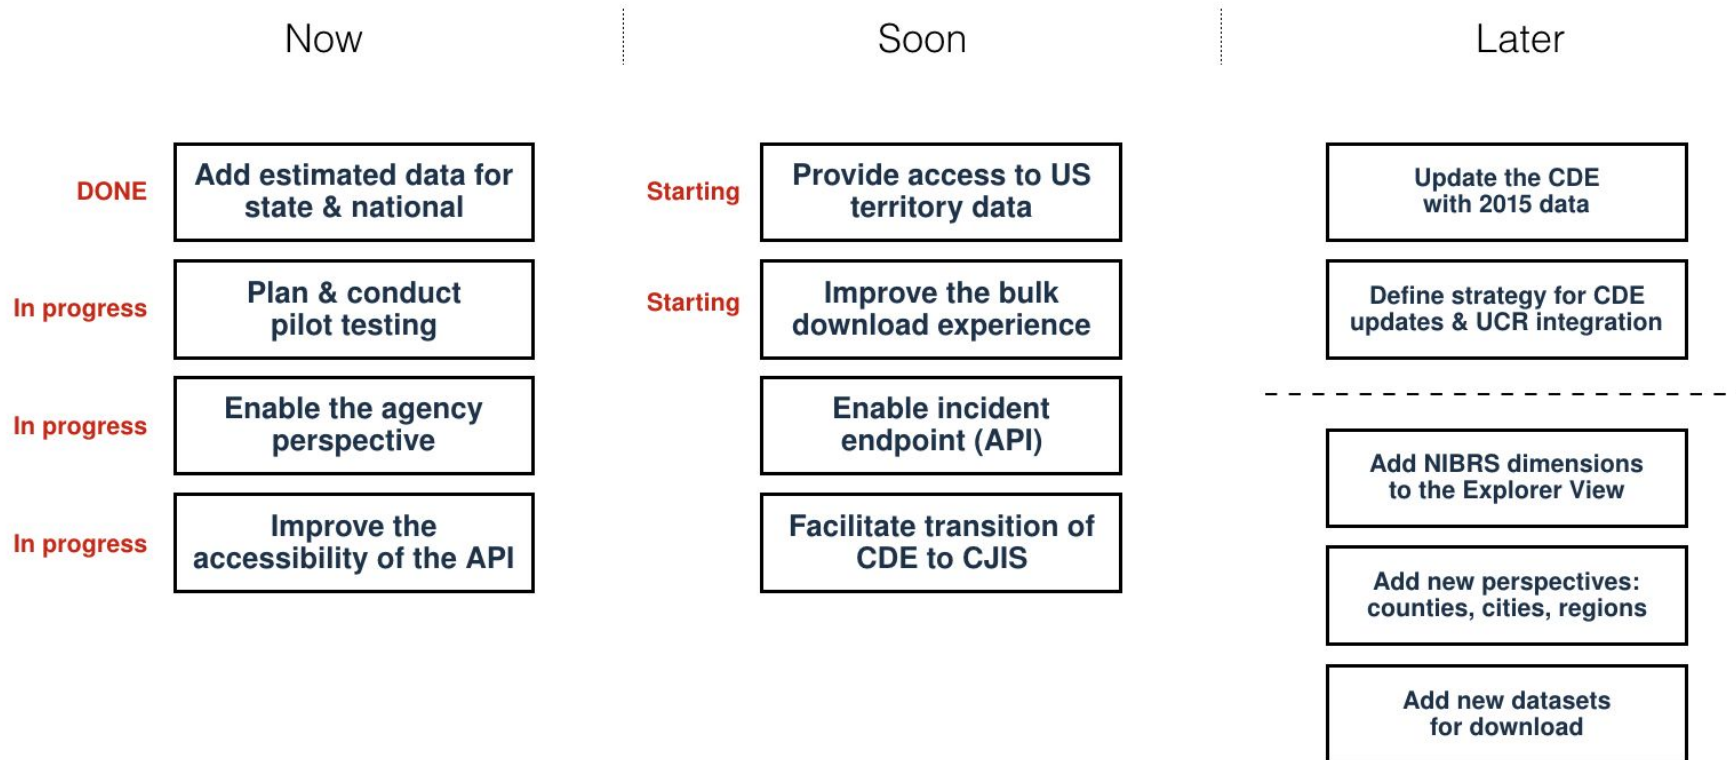 Now
Soon
Later
DONE
Add estimated data for
state & national
In progress
Plan & conduct
pilot testing
In progress
Enable the agency
perspective
In progress
Improve the
accessibility of the API
Starting
Provide access to US
territory data
Starting
Improve the bulk
download experience
Enable incident
endpoint (API)
Facilitate transition of
CDE to CJIS
Update the CDE
with 2015 data
Define strategy for CDE
updates & UCR integration
Add NIBRS dimensions
to the Explorer View
Add new perspectives:
counties, cities, regions
Add new datasets
for download